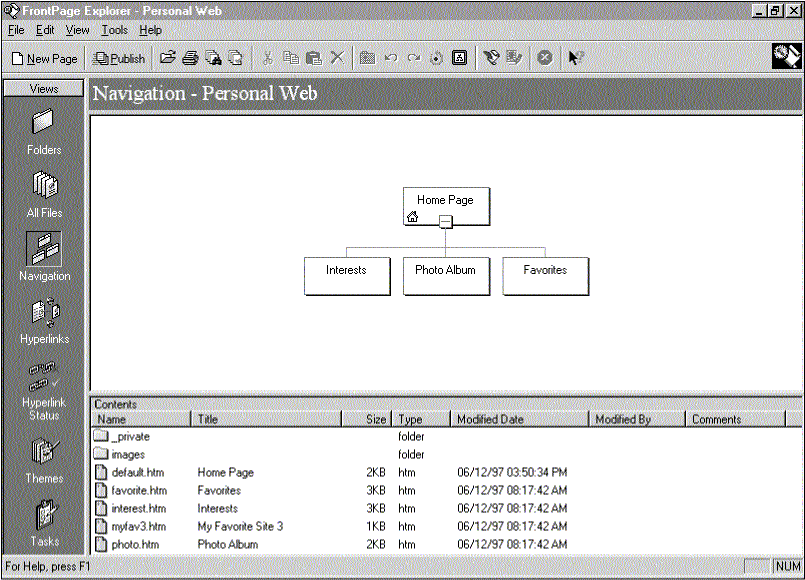 FrontPage Explorer - Personal Web
File Edit View Tools Help
New Page Publish
Views
Navigation - Personal Web
Folders
All Files
Navigation
Hyperlinks
Hyperlink
Status
Themes
Tasks
Home Page
Interests Photo Album Favorites
Contents
Name Title Size Type Modified Date Modified By Comments
_private folder
images folder
default.htm Home Page 2KB htm 06/12/97 03:50:34 PM
favorite.htm Favorites 3KB htm 06/12/97 08:17:42 AM
interest.htm Interests 3KB htm 06/12/97 08:17:42 AM
myfav3.htm My Favorite Site 3 1KB htm 06/12/97 08:17:42 AM
photo.htm Photo Album 2KB htm 06/12/97 08:17:42 AM
For Help, press F1 NUM